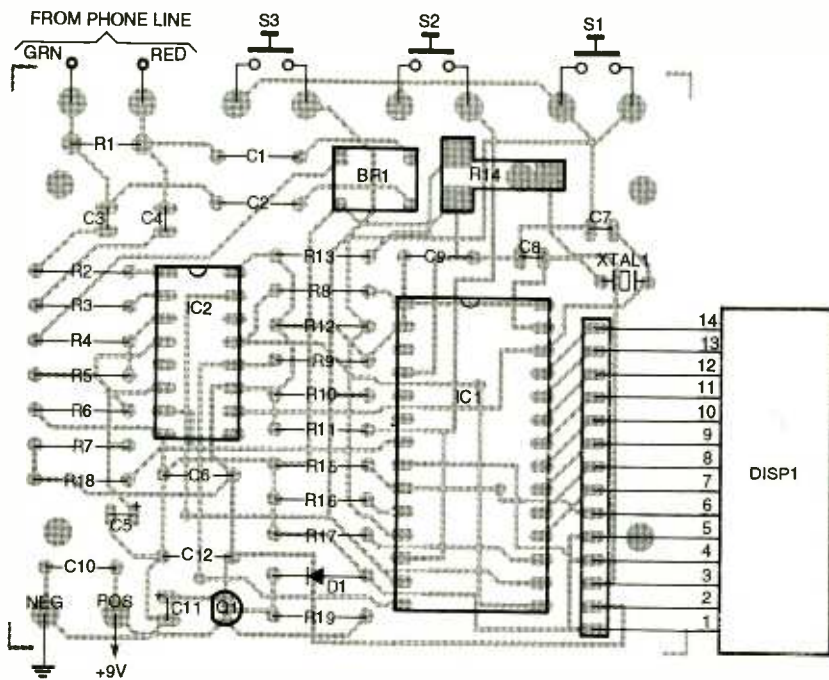 FROM PHONE LINE
GRN RED
S3 S2 S1
R1 C1
BR1 R14
C2
C3 C4
C7
R13 C9 C8
XTAL1
R2
R8
IC2
R3
R12
14
R4
13
R9
12
R5
R10 IC1
11
R6
10
R11
9
R7
8
R15
R18 C6
DISP1
7
R16
6
C5
R17
5
C12
4
C10
D1
3
NEG POS C11 Q1
2
R19
1
+9V